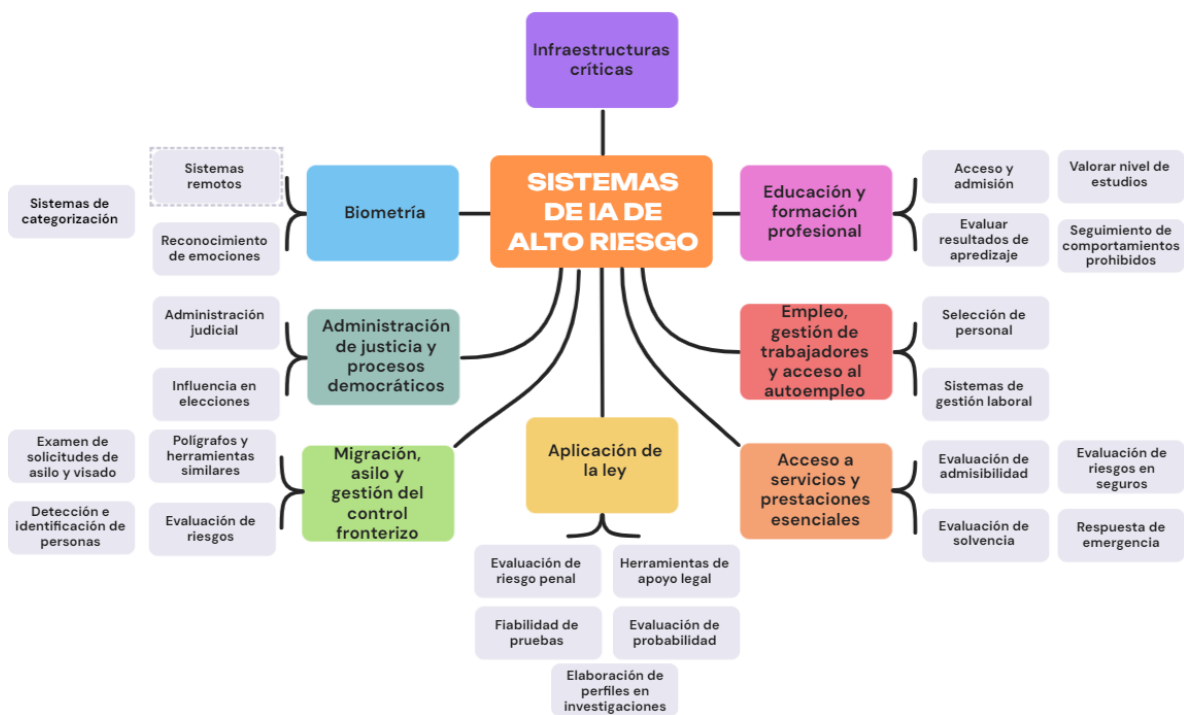 Infraestructuras
críticas
SISTEMAS
DE IA DE
ALTO RIESGO
Biometría
Sistemas
remotos
Sistemas de
categorización
Reconocimiento
de emociones
Educación y
formación
profesional
Acceso y
admisión
Valorar nivel de
estudios
Evaluar
resultados de
apredizaje
Seguimiento de
comportamientos
prohibidos
Administración
de justicia y
procesos
democráticos
Administración
judicial
Influencia en
elecciones
Empleo,
gestión de
trabajadores
y acceso al
autoempleo
Selección de
personal
Sistemas de
gestión laboral
Migración,
asilo y
gestión del
control
fronterizo
Examen de
solicitudes de
asilo y visado
Polígrafos y
herramientas
similares
Detección e
identificación de
personas
Evaluación de
riesgos
Aplicación de
la ley
Evaluación de
riesgo penal
Herramientas de
apoyo legal
Fiabilidad de
pruebas
Evaluación de
probabilidad
Elaboración de
perfiles en
investigaciones
Acceso a
servicios y
prestaciones
esenciales
Evaluación de
admisibilidad
Evaluación de
riesgos en
seguros
Evaluación de
solvencia
Respuesta de
emergencia